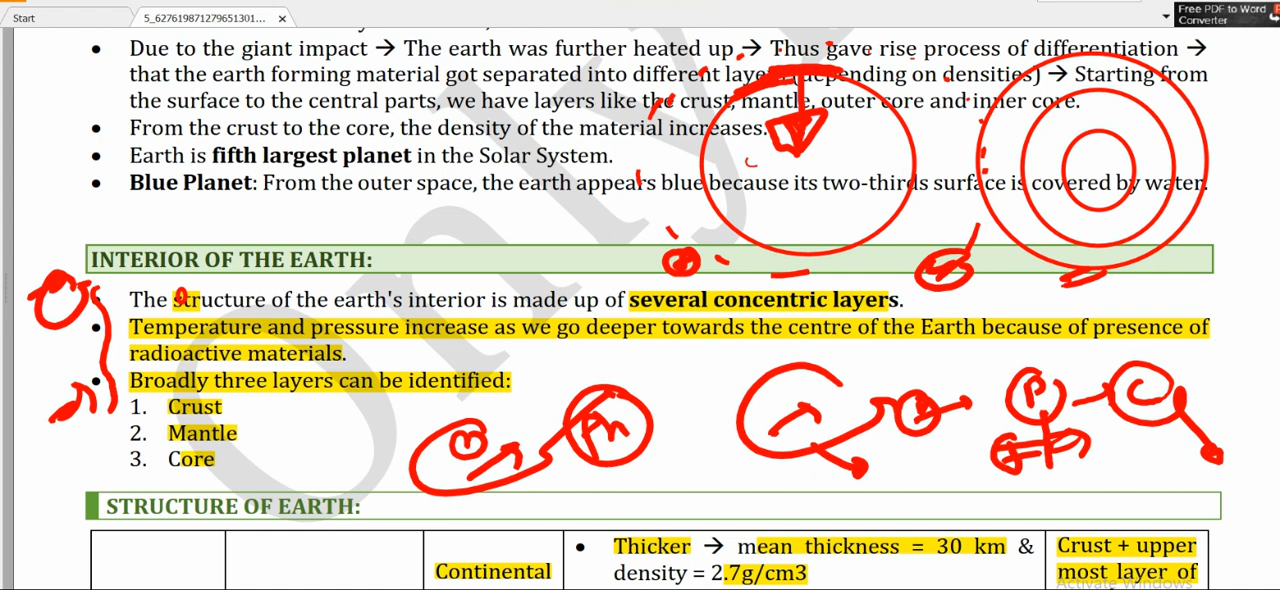 Start
5_627619871279651301...
Free PDF to Word
Converter
Due to the giant impact → The earth was further heated up → Thus gave rise process of differentiation →
that the earth forming material got separated into different layers (depending on densities) → Starting from
the surface to the central parts, we have layers like the crust, mantle, outer core and inner core.
From the crust to the core, the density of the material increases.
Earth is fifth largest planet in the Solar System.
Blue Planet: From the outer space, the earth appears blue because its two-thirds surface is covered by water.
INTERIOR OF THE EARTH:
The structure of the earth's interior is made up of several concentric layers.
Temperature and pressure increase as we go deeper towards the centre of the Earth because of presence of
radioactive materials.
Broadly three layers can be identified:
1. Crust
2. Mantle
3. Core
P C
STRUCTURE OF EARTH:
Continental
Thicker → mean thickness = 30 km &
density = 2.7g/cm3
Crust + upper
most layer of
Activate Windows
Only